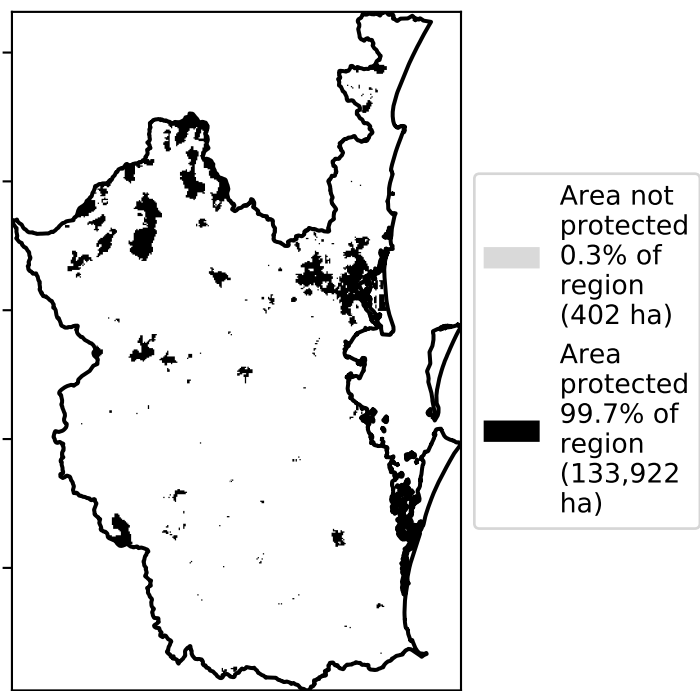 Area not
protected
0.3% of
region
(402 ha)
Area
protected
99.7% of
region
(133,922
ha)